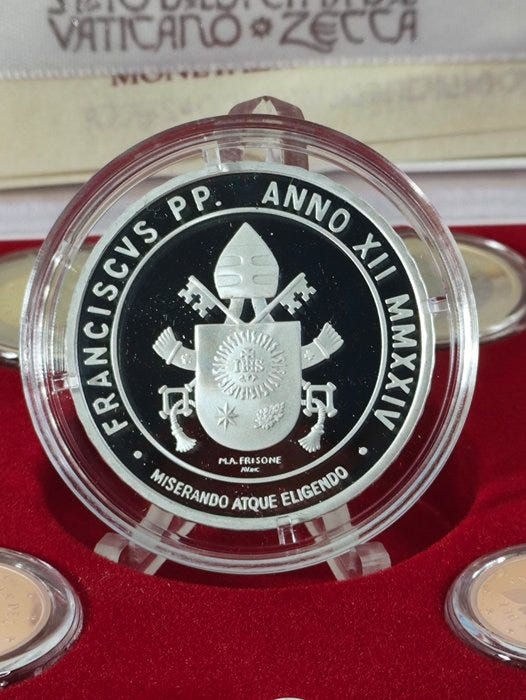 VATICANO ZECCA
FRANCISCVS PP. ANNO XII MMXXIV
IHS
M.A. FRISONE
MISERANDO ATQUE ELIGENDO